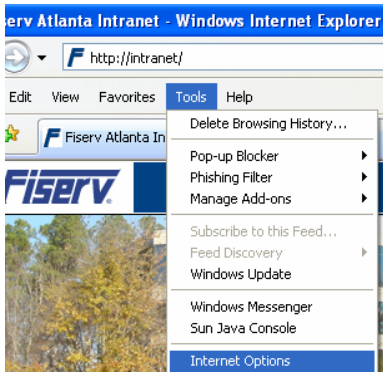 serv Atlanta Intranet - Windows Internet Explorer
http://intranet/
Edit View Favorites Tools Help
Fiserv Atlanta In
Delete Browsing History...
Pop-up Blocker
Phishing Filter
Manage Add-ons
Subscribe to this Feed...
Feed Discovery
Windows Update
Windows Messenger
Sun Java Console
Internet Options
Fiserv.